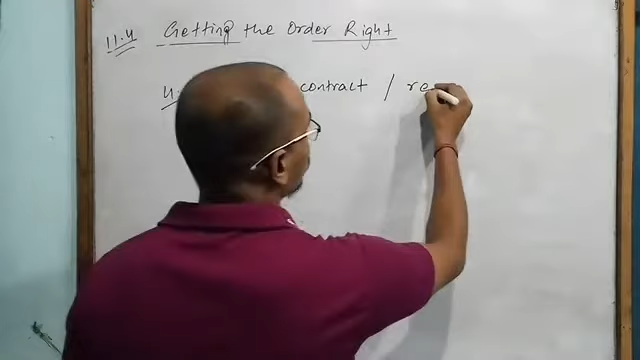 11.4 Getting the Order Right
4. contract / re